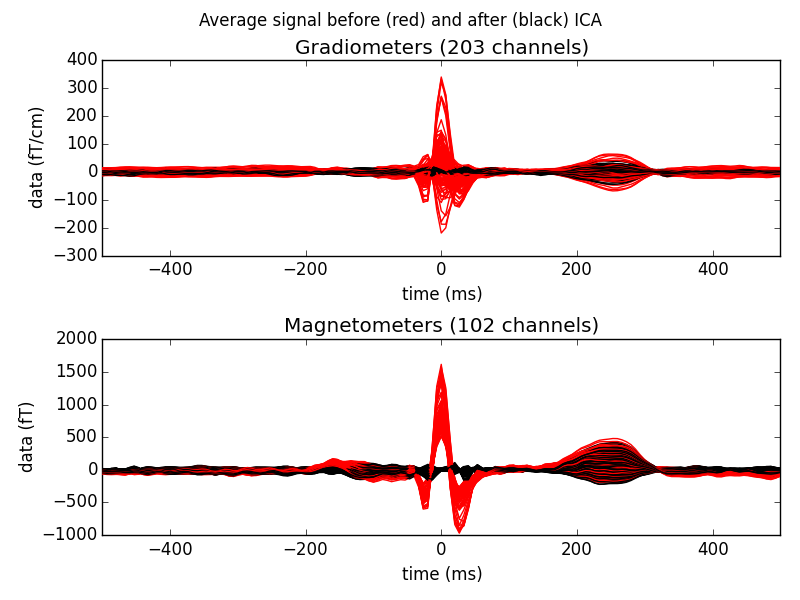 Average signal before (red) and after (black) ICA
Gradiometers (203 channels)
400
300
200
100
0
−100
−200
−300
data (fT/cm)
−400 −200 0 200 400
time (ms)
Magnetometers (102 channels)
2000
1500
1000
500
0
−500
−1000
data (fT)
−400 −200 0 200 400
time (ms)